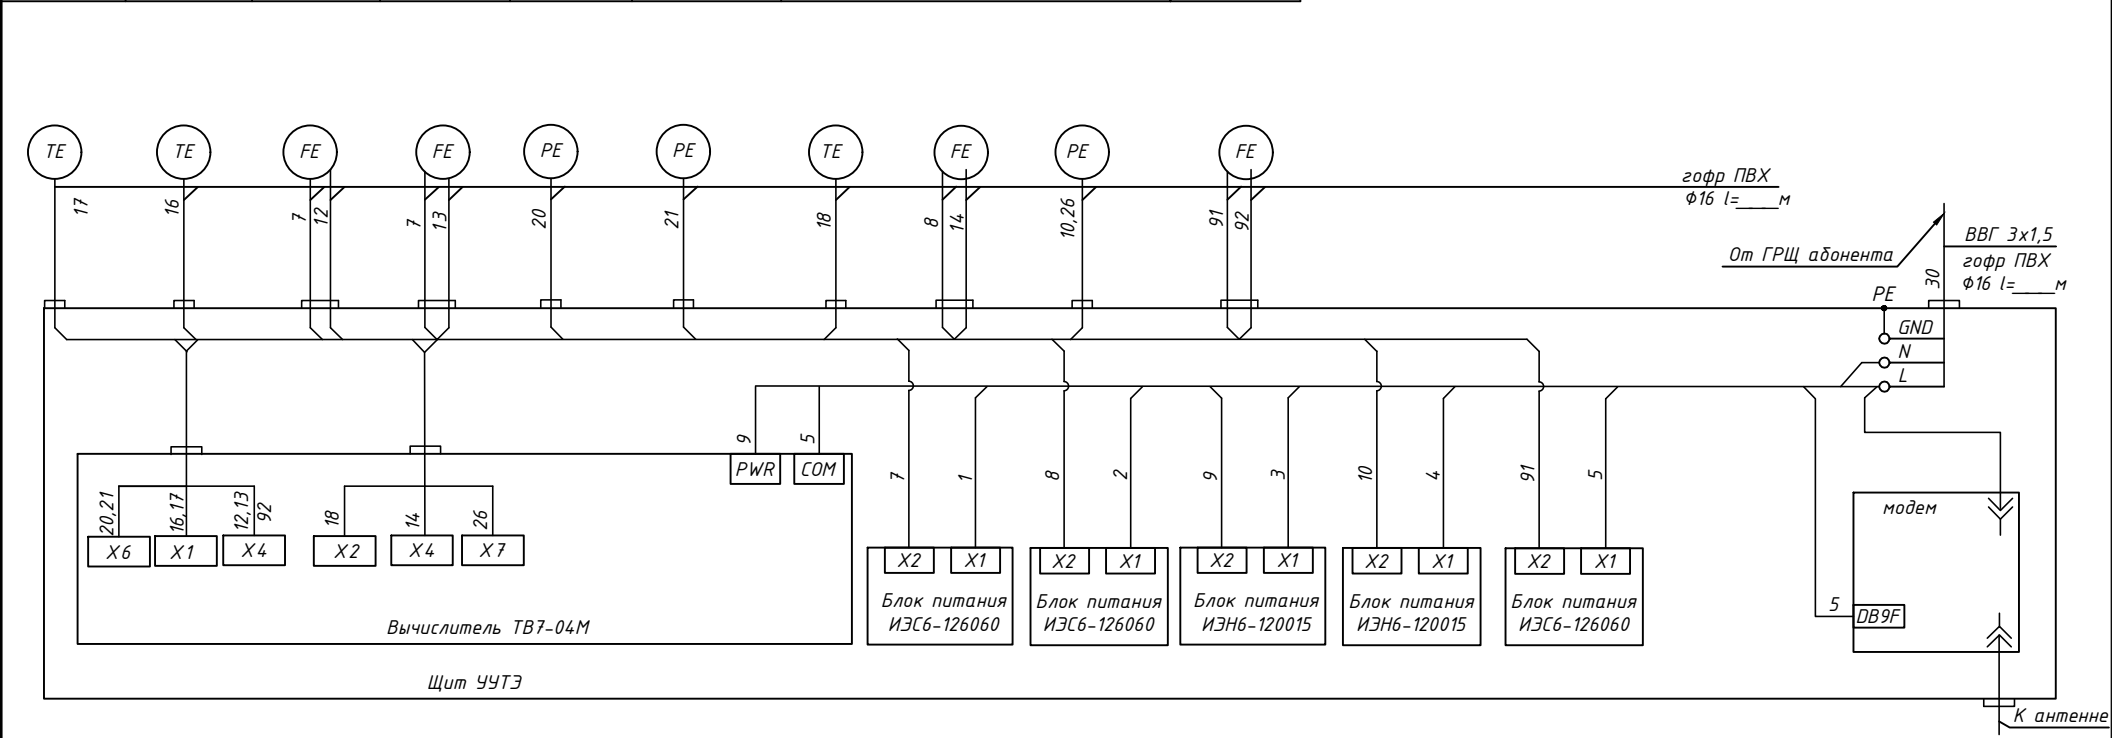 TE TE FE FE PE PE TE FE PE FE
гофр ПВХ
Ф16 l=____м
17 16 7 12 7 13 20 21 18 8 14 10,26 91 92
От ГРЩ абонента
ВВГ 3х1,5
гофр ПВХ
Ф16 l=____м
30
PE
GND
N
L
9 5
PWR COM
7 1 8 2 9 3 10 4 91 5
20,21 16,17 12,13 92 18 14 26
X6 X1 X4 X2 X4 X7
X2 X1 X2 X1 X2 X1 X2 X1 X2 X1
Блок питания
ИЭС6-126060
Блок питания
ИЭС6-126060
Блок питания
ИЭН6-120015
Блок питания
ИЭН6-120015
Блок питания
ИЭС6-126060
модем
5
DB9F
Вычислитель ТВ7-04М
Щит УУТЭ
К антенне